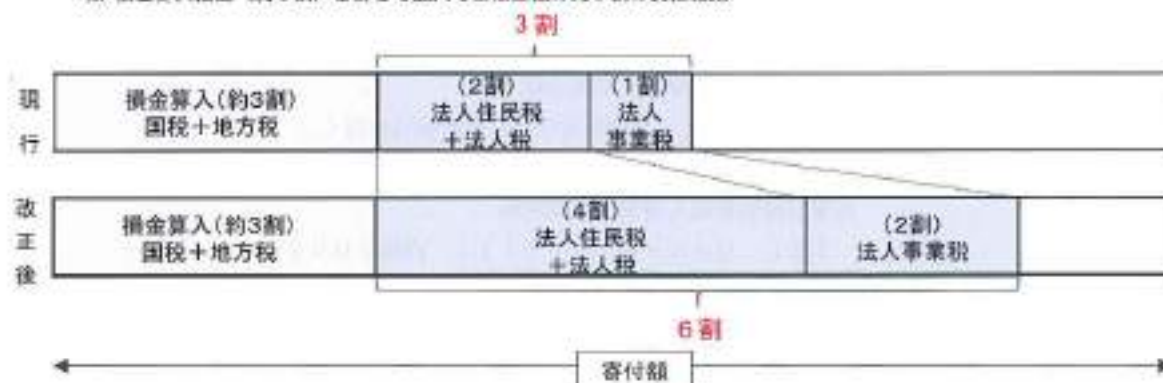 3割
現行
損金算入(約3割)
国税＋地方税
(2割)
法人住民税
＋法人税
(1割)
法人
事業税
改正後
損金算入(約3割)
国税＋地方税
(4割)
法人住民税
＋法人税
(2割)
法人事業税
6割
寄付額